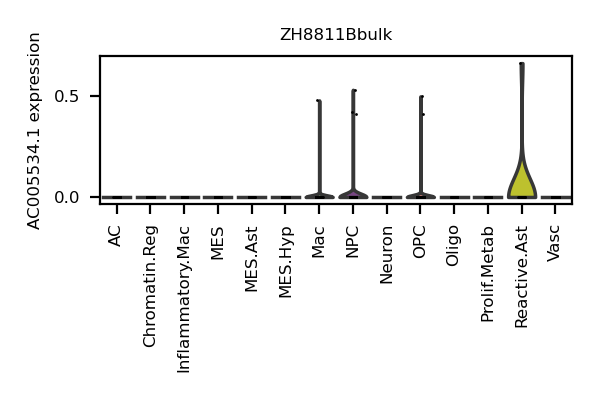 ZH8811Bbulk
AC005534.1 expression
0.5
0.0
AC
Chromatin.Reg
Inflammatory.Mac
MES
MES.Ast
MES.Hyp
Mac
NPC
Neuron
OPC
Oligo
Prolif.Metab
Reactive.Ast
Vasc